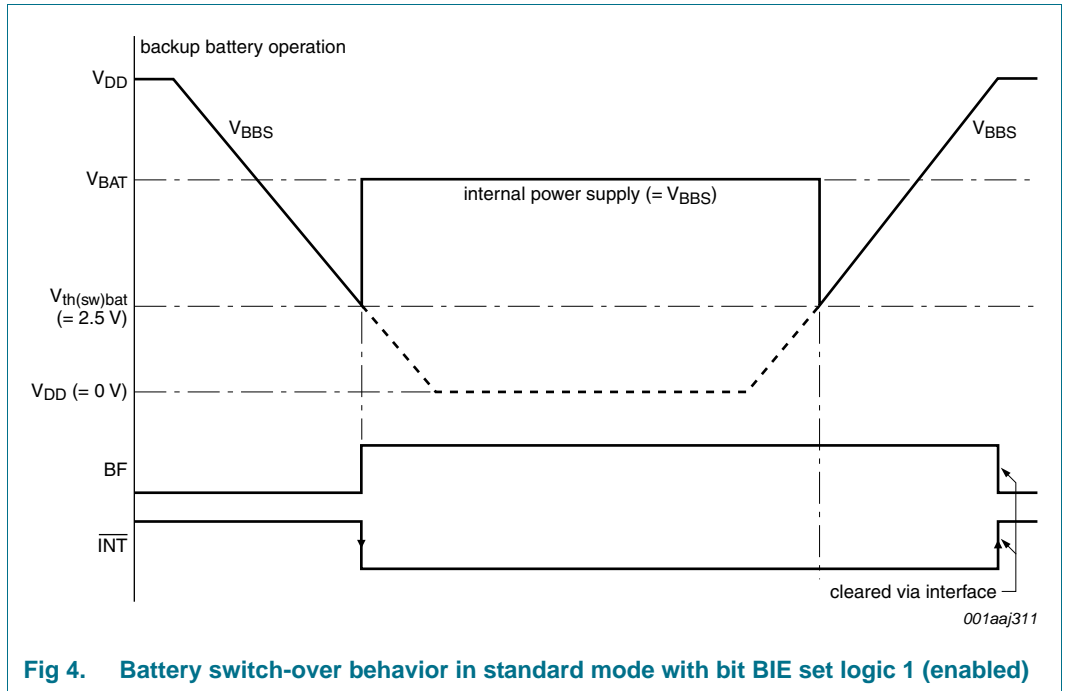 backup battery operation
VDD
VBBS
VBBS
VBAT
internal power supply (= VBBS)
Vth(sw)bat
(= 2.5 V)
VDD (= 0 V)
BF
INT
cleared via interface
001aaj311
Fig 4. Battery switch-over behavior in standard mode with bit BIE set logic 1 (enabled)